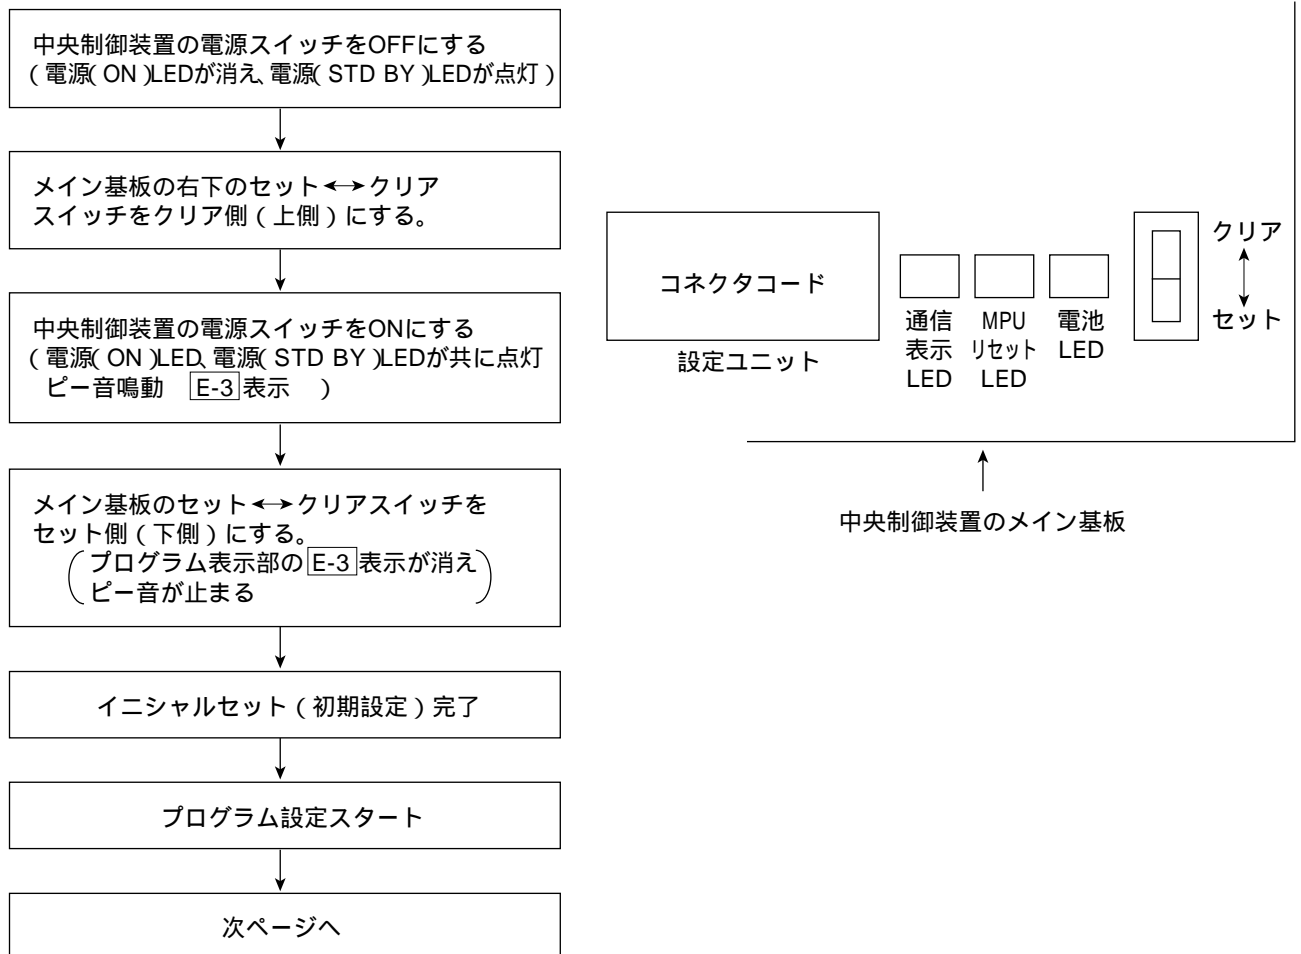 中央制御装置の電源スイッチをOFFにする
(電源(ON)LEDが消え、電源(STD BY)LEDが点灯)
メイン基板の右下のセット↔クリア
スイッチをクリア側(上側)にする。
中央制御装置の電源スイッチをONにする
(電源(ON)LED、電源(STD BY)LEDが共に点灯
ピー音鳴動 E-3 表示 )
メイン基板のセット↔クリアスイッチを
セット側(下側)にする。
(プログラム表示部の E-3 表示が消え
ピー音が止まる)
イニシャルセット(初期設定)完了
プログラム設定スタート
次ページへ
コネクタコード
設定ユニット
通信
表示
LED
MPU
リセット
LED
電池
LED
クリア
セット
中央制御装置のメイン基板